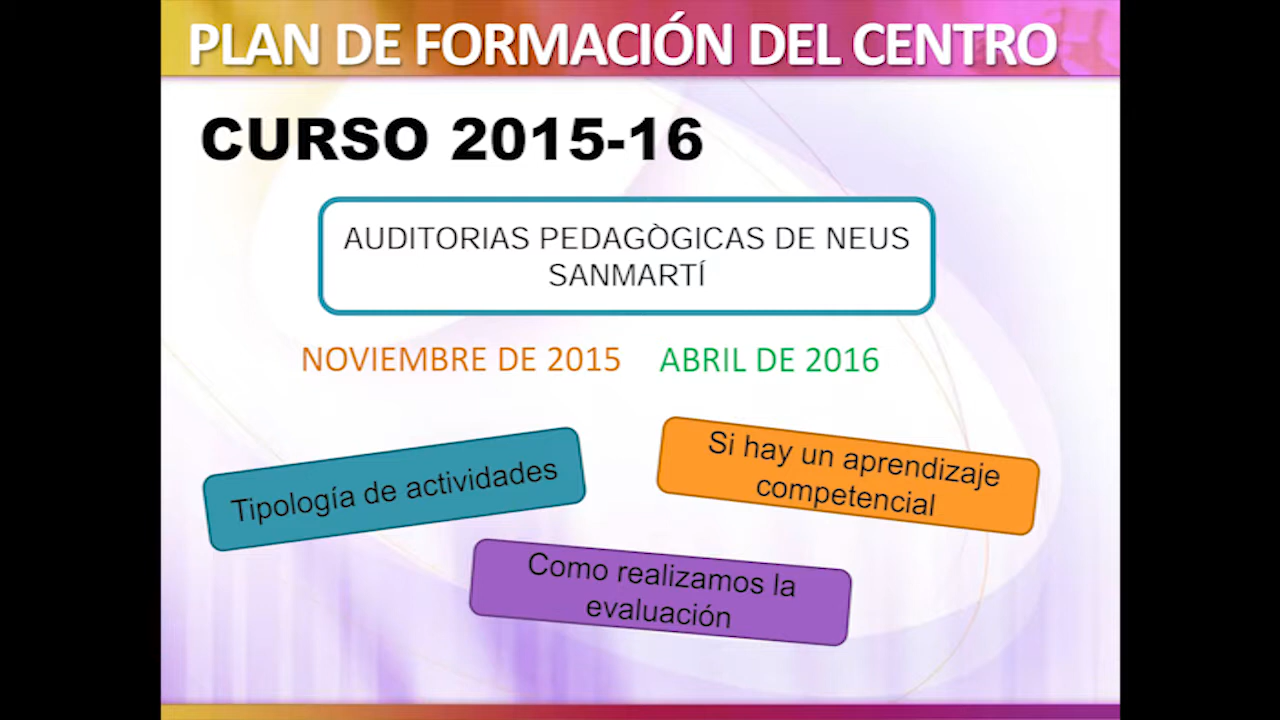 PLAN DE FORMACIÓN DEL CENTRO
CURSO 2015-16
AUDITORIAS PEDAGÒGICAS DE NEUS
SANMARTÍ
NOVIEMBRE DE 2015
ABRIL DE 2016
Tipología de actividades
Si hay un aprendizaje
competencial
Como realizamos la
evaluación